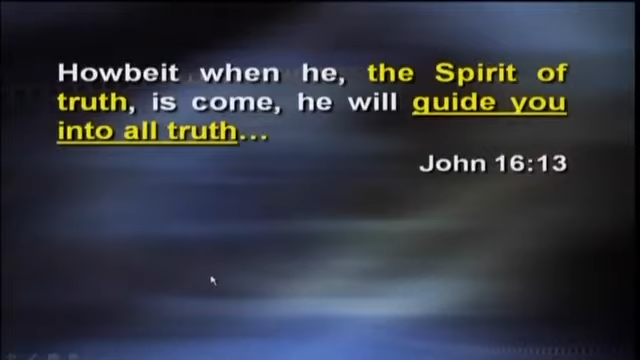 Howbeit when he, the Spirit of
truth, is come, he will guide you
into all truth...
John 16:13